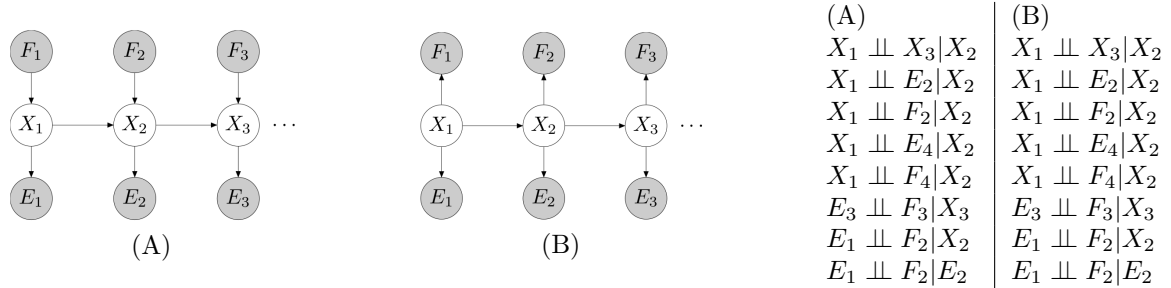 F₁ F₂ F₃
X₁ X₂ X₃ ···
E₁ E₂ E₃
(A)
F₁ F₂ F₃
X₁ X₂ X₃ ···
E₁ E₂ E₃
(B)
(A) (B)
X₁ ⫫ X₃|X₂ X₁ ⫫ X₃|X₂
X₁ ⫫ E₂|X₂ X₁ ⫫ E₂|X₂
X₁ ⫫ F₂|X₂ X₁ ⫫ F₂|X₂
X₁ ⫫ E₄|X₂ X₁ ⫫ E₄|X₂
X₁ ⫫ F₄|X₂ X₁ ⫫ F₄|X₂
E₃ ⫫ F₃|X₃ E₃ ⫫ F₃|X₃
E₁ ⫫ F₂|X₂ E₁ ⫫ F₂|X₂
E₁ ⫫ F₂|E₂ E₁ ⫫ F₂|E₂